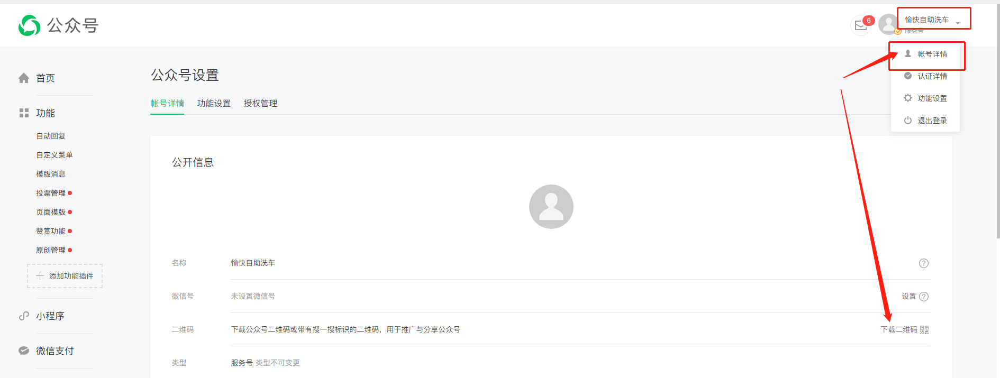 公众号
6
愉快自助洗车
服务号
帐号详情
认证详情
功能设置
退出登录
首页
功能
自动回复
自定义菜单
模版消息
投票管理
页面模版
赞赏功能
原创管理
添加功能插件
小程序
微信支付
公众号设置
帐号详情 功能设置 授权管理
公开信息
名称 愉快自助洗车 ?
微信号 未设置微信号 设置 ?
二维码 下载公众号二维码或带有搜一搜标识的二维码，用于推广与分享公众号 下载二维码
类型 服务号 类型不可变更